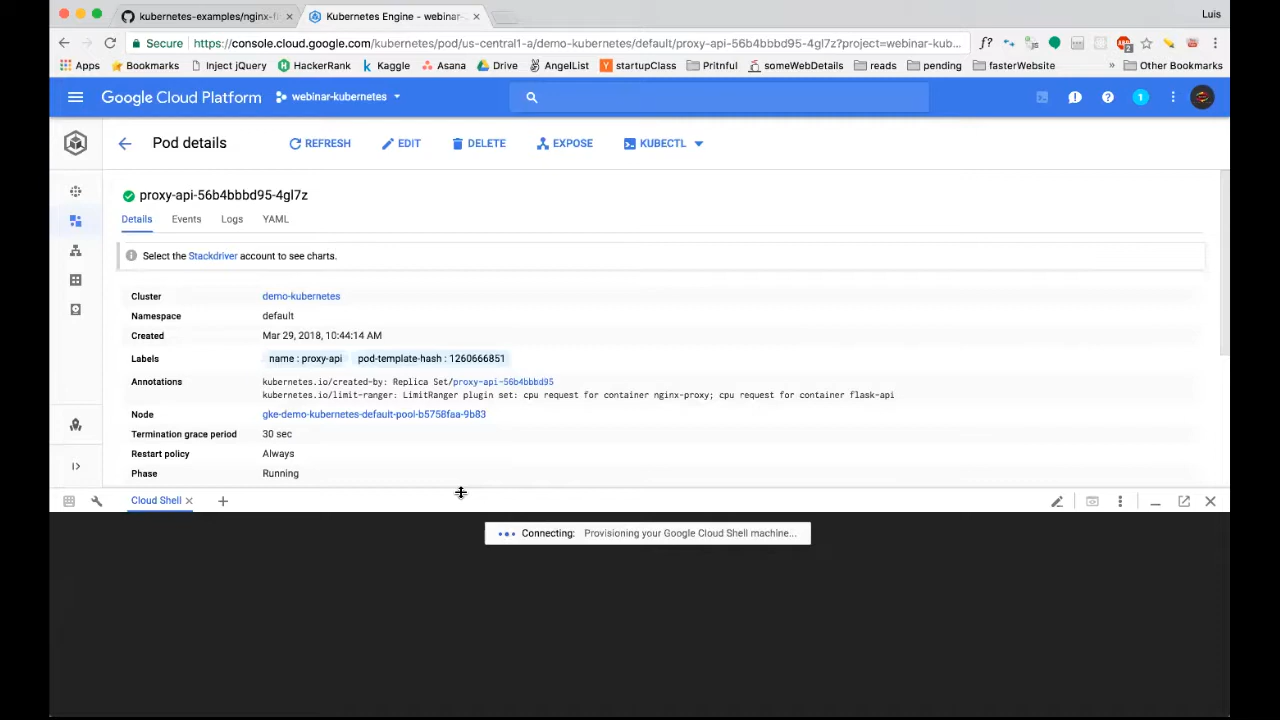 kubernetes-examples/nginx-fl
Kubernetes Engine - webinar-
Luis
Secure https://console.cloud.google.com/kubernetes/pod/us-central1-a/demo-kubernetes/default/proxy-api-56b4bbbd95-4gl7z?project=webinar-kub...
Apps Bookmarks Inject jQuery HackerRank Kaggle Asana Drive AngelList startupClass Pritnful someWebDetails reads pending fasterWebsite » Other Bookmarks
Google Cloud Platform webinar-kubernetes 1
Pod details REFRESH EDIT DELETE EXPOSE KUBECTL
proxy-api-56b4bbbd95-4gl7z
Details Events Logs YAML
Select the Stackdriver account to see charts.
Cluster demo-kubernetes
Namespace default
Created Mar 29, 2018, 10:44:14 AM
Labels name : proxy-api pod-template-hash : 1260666851
Annotations kubernetes.io/created-by: Replica Set/proxy-api-56b4bbbd95
kubernetes.io/limit-ranger: LimitRanger plugin set: cpu request for container nginx-proxy; cpu request for container flask-api
Node gke-demo-kubernetes-default-pool-b5758faa-9b83
Termination grace period 30 sec
Restart policy Always
Phase Running
Cloud Shell
Connecting: Provisioning your Google Cloud Shell machine...